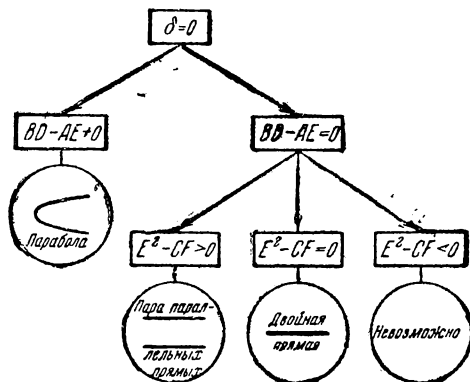 δ=0
BD-AE+0
BD-AE=0
Парабола
E²-CF>0
E²-CF=0
E²-CF<0
Пара парал-
лельных
прямых
Двойная
прямая
Невозможно